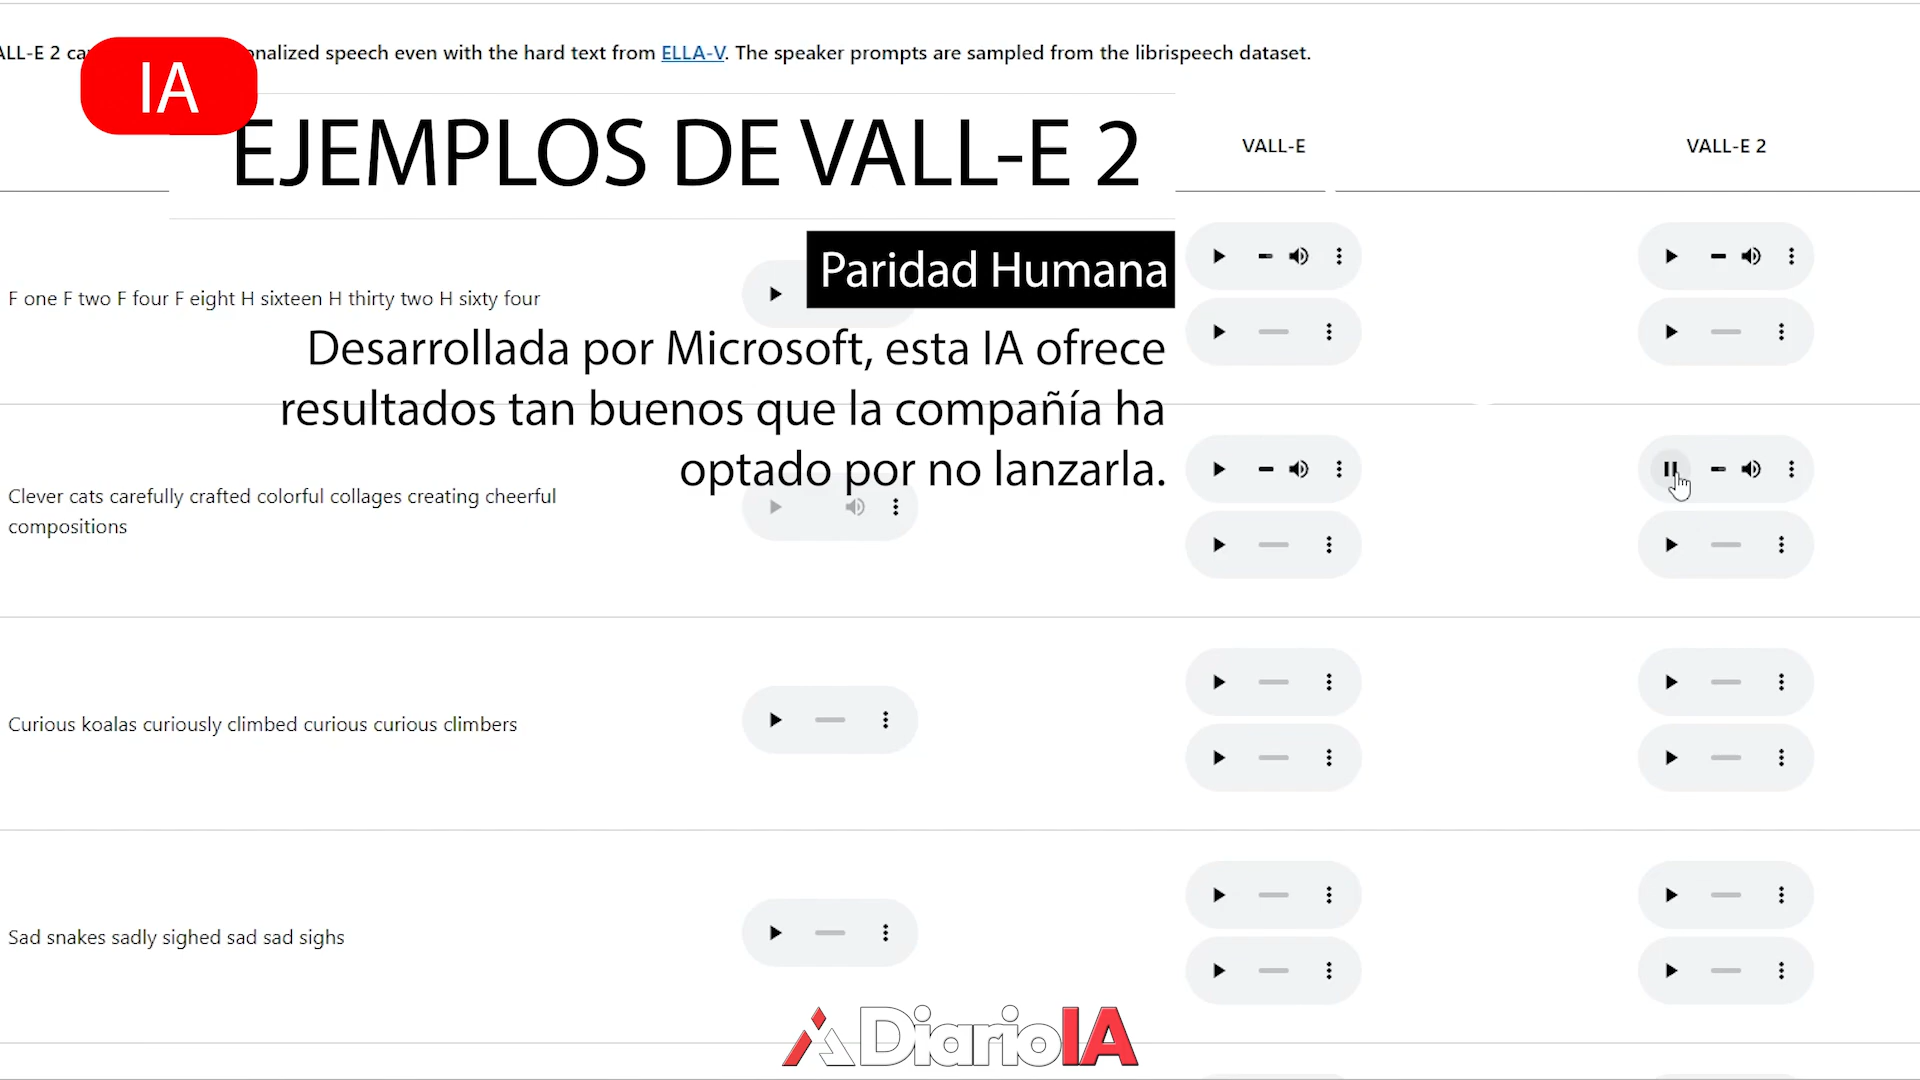 ALL-E 2 ca onalized speech even with the hard text from ELLA-V. The speaker prompts are sampled from the librispeech dataset.
IA
EJEMPLOS DE VALL-E 2
VALL-E
VALL-E 2
Paridad Humana
F one F two F four F eight H sixteen H thirty two H sixty four
Desarrollada por Microsoft, esta IA ofrece
resultados tan buenos que la compañía ha
optado por no lanzarla.
Clever cats carefully crafted colorful collages creating cheerful
compositions
Curious koalas curiously climbed curious curious climbers
Sad snakes sadly sighed sad sad sighs
DiarioIA